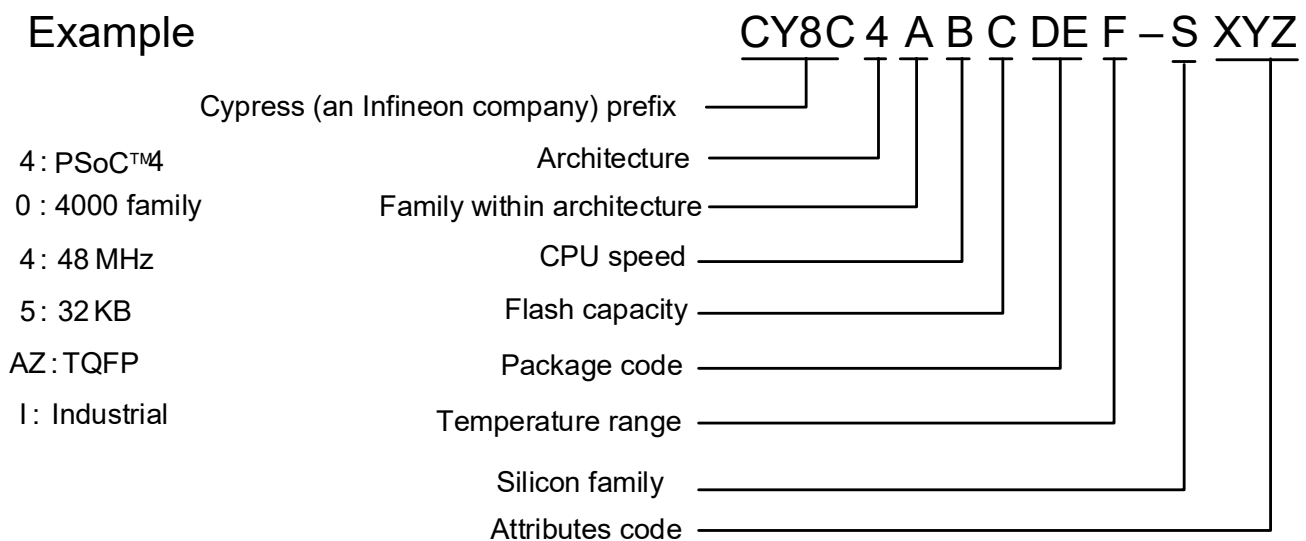 Example CY8C 4 A B C DE F – S XYZ
Cypress (an Infineon company) prefix
4: PSoC™4 Architecture
0 : 4000 family Family within architecture
4: 48 MHz CPU speed
5: 32 KB Flash capacity
AZ: TQFP Package code
I: Industrial Temperature range
Silicon family
Attributes code